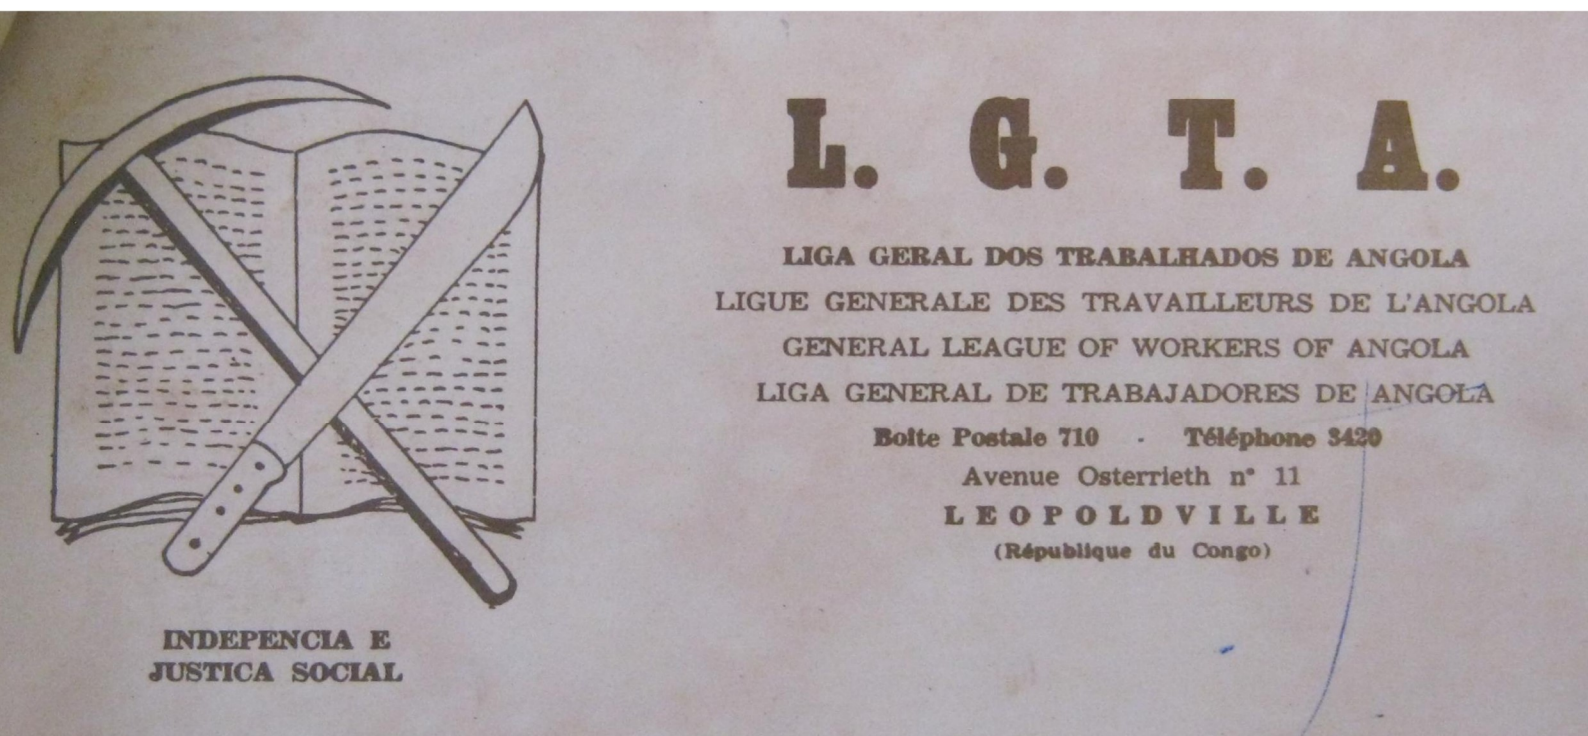 L. G. T. A.
LIGA GERAL DOS TRABALHADOS DE ANGOLA
LIGUE GENERALE DES TRAVAILLEURS DE L'ANGOLA
GENERAL LEAGUE OF WORKERS OF ANGOLA
LIGA GENERAL DE TRABAJADORES DE ANGOLA
Boite Postale 710 - Téléphone 3420
Avenue Osterrieth n° 11
LEOPOLDVILLE
(République du Congo)
INDEPENCIA E
JUSTICA SOCIAL